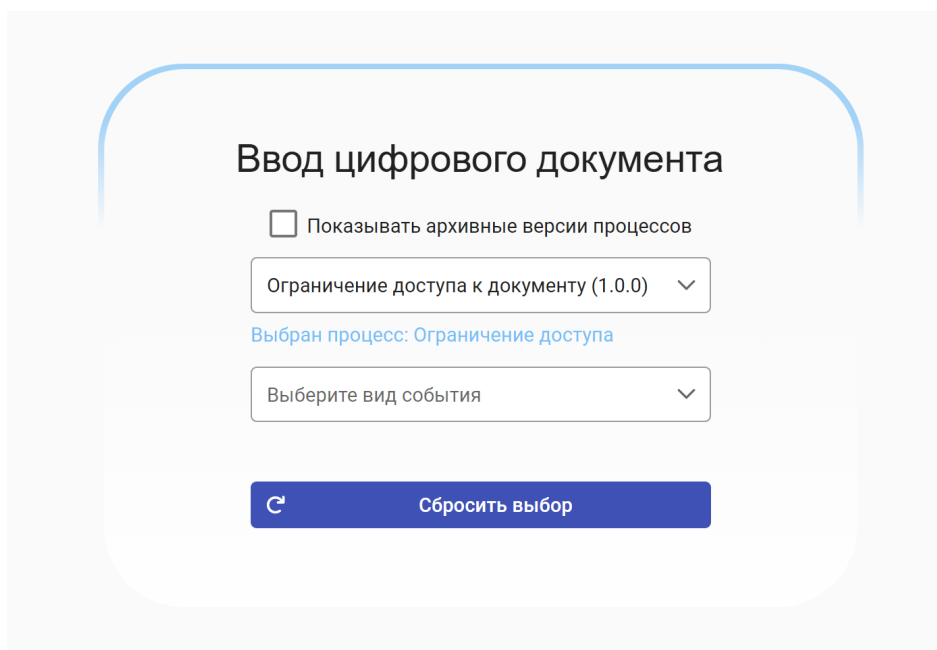 Ввод цифрового документа
Показывать архивные версии процессов
Ограничение доступа к документу (1.0.0)
Выбран процесс: Ограничение доступа
Выберите вид события
Сбросить выбор